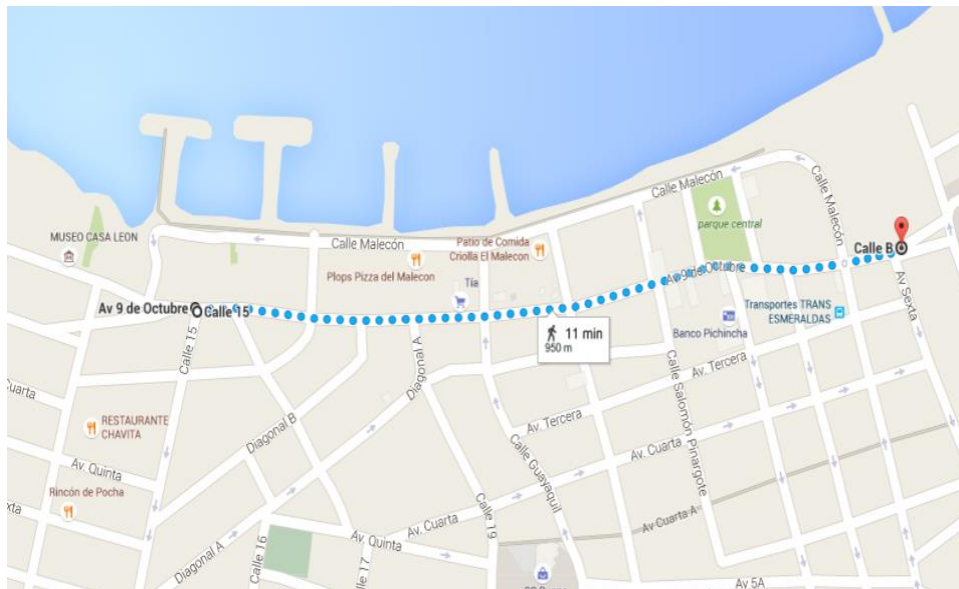 Calle Malecón
parque central
Calle Malecón
MUSEO CASA LEON
Calle Malecón
Plops Pizza del Malecon
Patio de Comida
Criolla El Malecon
Calle B
Tía
Av 9 de Octubre
Av Sexta
Av 9 de Octubre
Calle 15
Transportes TRANS
ESMERALDAS
11 min
950 m
Banco Pichincha
Calle 15
Diagonal A
Av. Tercera
Calle Salomón Pinargote
Cuarta
RESTAURANTE
CHAVITA
Diagonal B
Av. Tercera
Av. Cuarta
Av. Quinta
Calle Guayaquil
Rincón de Pocha
Calle 19
Av. Cuarta
Av Cuarta A
Av. Quinta
Diagonal A
Calle 16
Calle 17
Av 5A